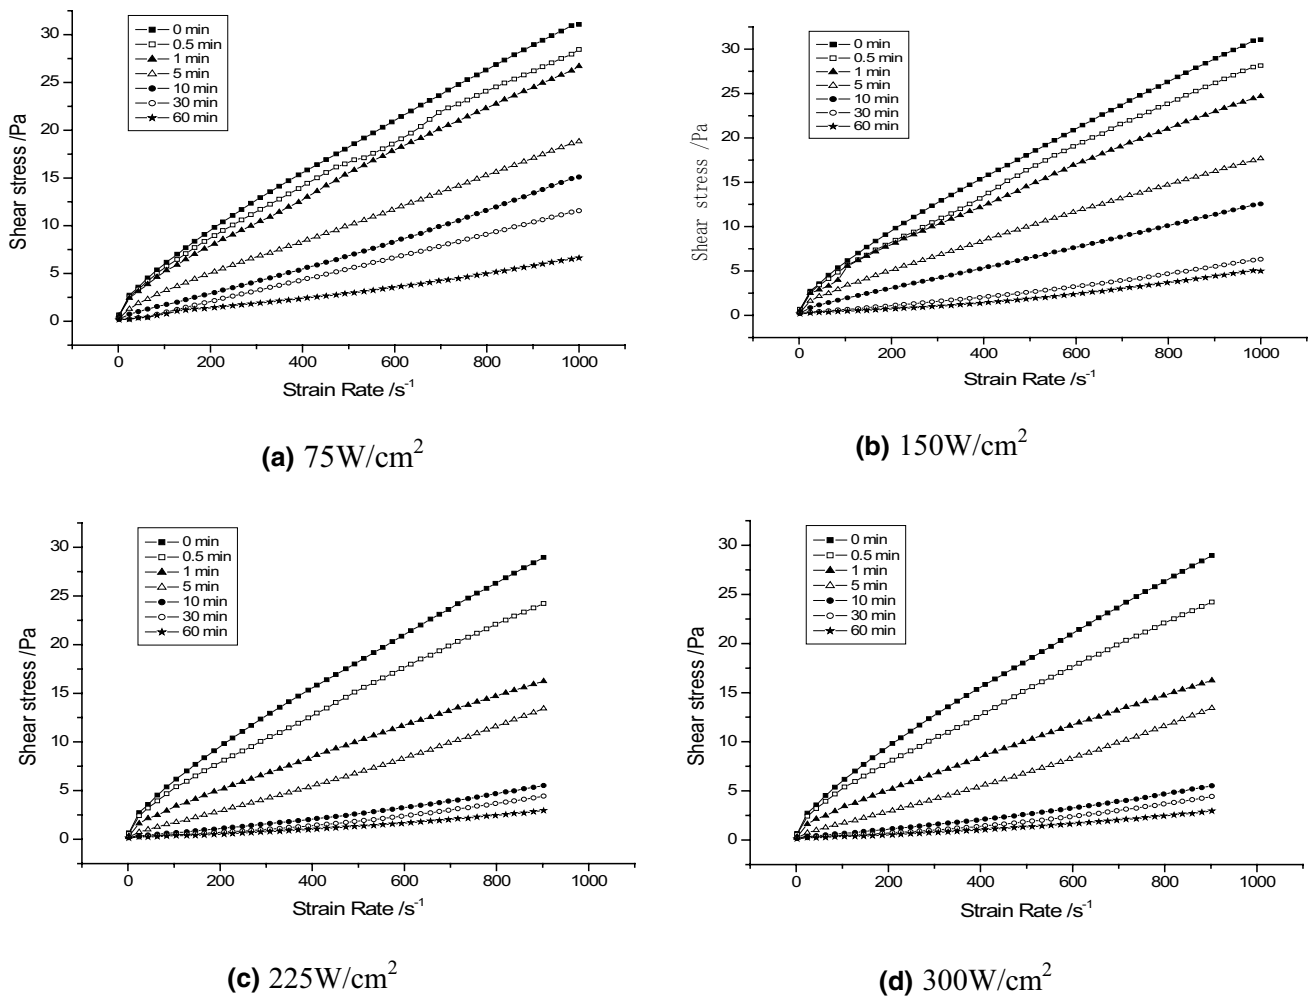 0 min
0.5 min
1 min
5 min
10 min
30 min
60 min
30
25
20
15
10
5
0
Shear stress /Pa
0 200 400 600 800 1000
Strain Rate /s⁻¹
(a) 75W/cm²
0 min
0.5 min
1 min
5 min
10 min
30 min
60 min
30
25
20
15
10
5
0
Shear stress /Pa
0 200 400 600 800 1000
Strain Rate /s⁻¹
(b) 150W/cm²
0 min
0.5 min
1 min
5 min
10 min
30 min
60 min
30
25
20
15
10
5
0
Shear stress /Pa
0 200 400 600 800 1000
Strain Rate /s⁻¹
(c) 225W/cm²
0 min
0.5 min
1 min
5 min
10 min
30 min
60 min
30
25
20
15
10
5
0
Shear stress /Pa
0 200 400 600 800 1000
Strain Rate /s⁻¹
(d) 300W/cm²